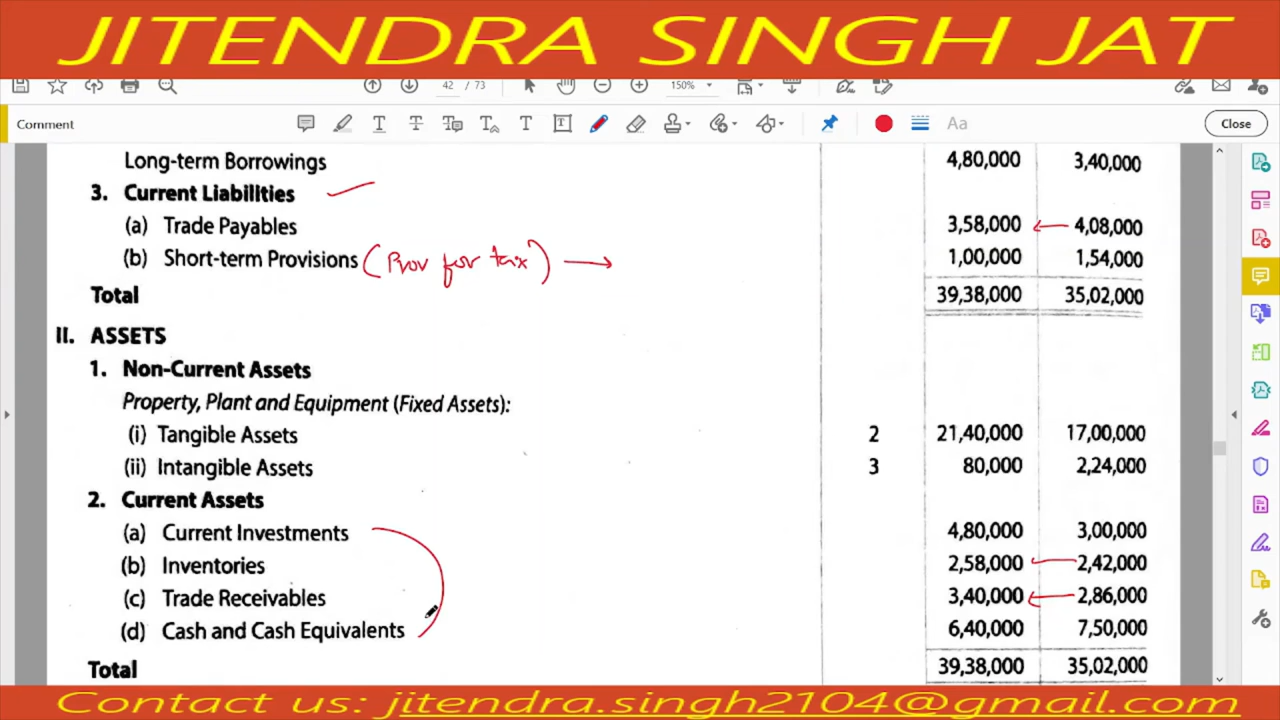 JITENDRA SINGH JAT
42 / 73 150%
Comment T T T T T Aa Close
Long-term Borrowings 4,80,000 3,40,000
3. Current Liabilities
(a) Trade Payables 3,58,000 4,08,000
(b) Short-term Provisions (Prov for tax) 1,00,000 1,54,000
Total 39,38,000 35,02,000
II. ASSETS
1. Non-Current Assets
Property, Plant and Equipment (Fixed Assets):
(i) Tangible Assets 2 21,40,000 17,00,000
(ii) Intangible Assets 3 80,000 2,24,000
2. Current Assets
(a) Current Investments 4,80,000 3,00,000
(b) Inventories 2,58,000 2,42,000
(c) Trade Receivables 3,40,000 2,86,000
(d) Cash and Cash Equivalents 6,40,000 7,50,000
Total 39,38,000 35,02,000
Contact us: jitendra.singh2104@gmail.com